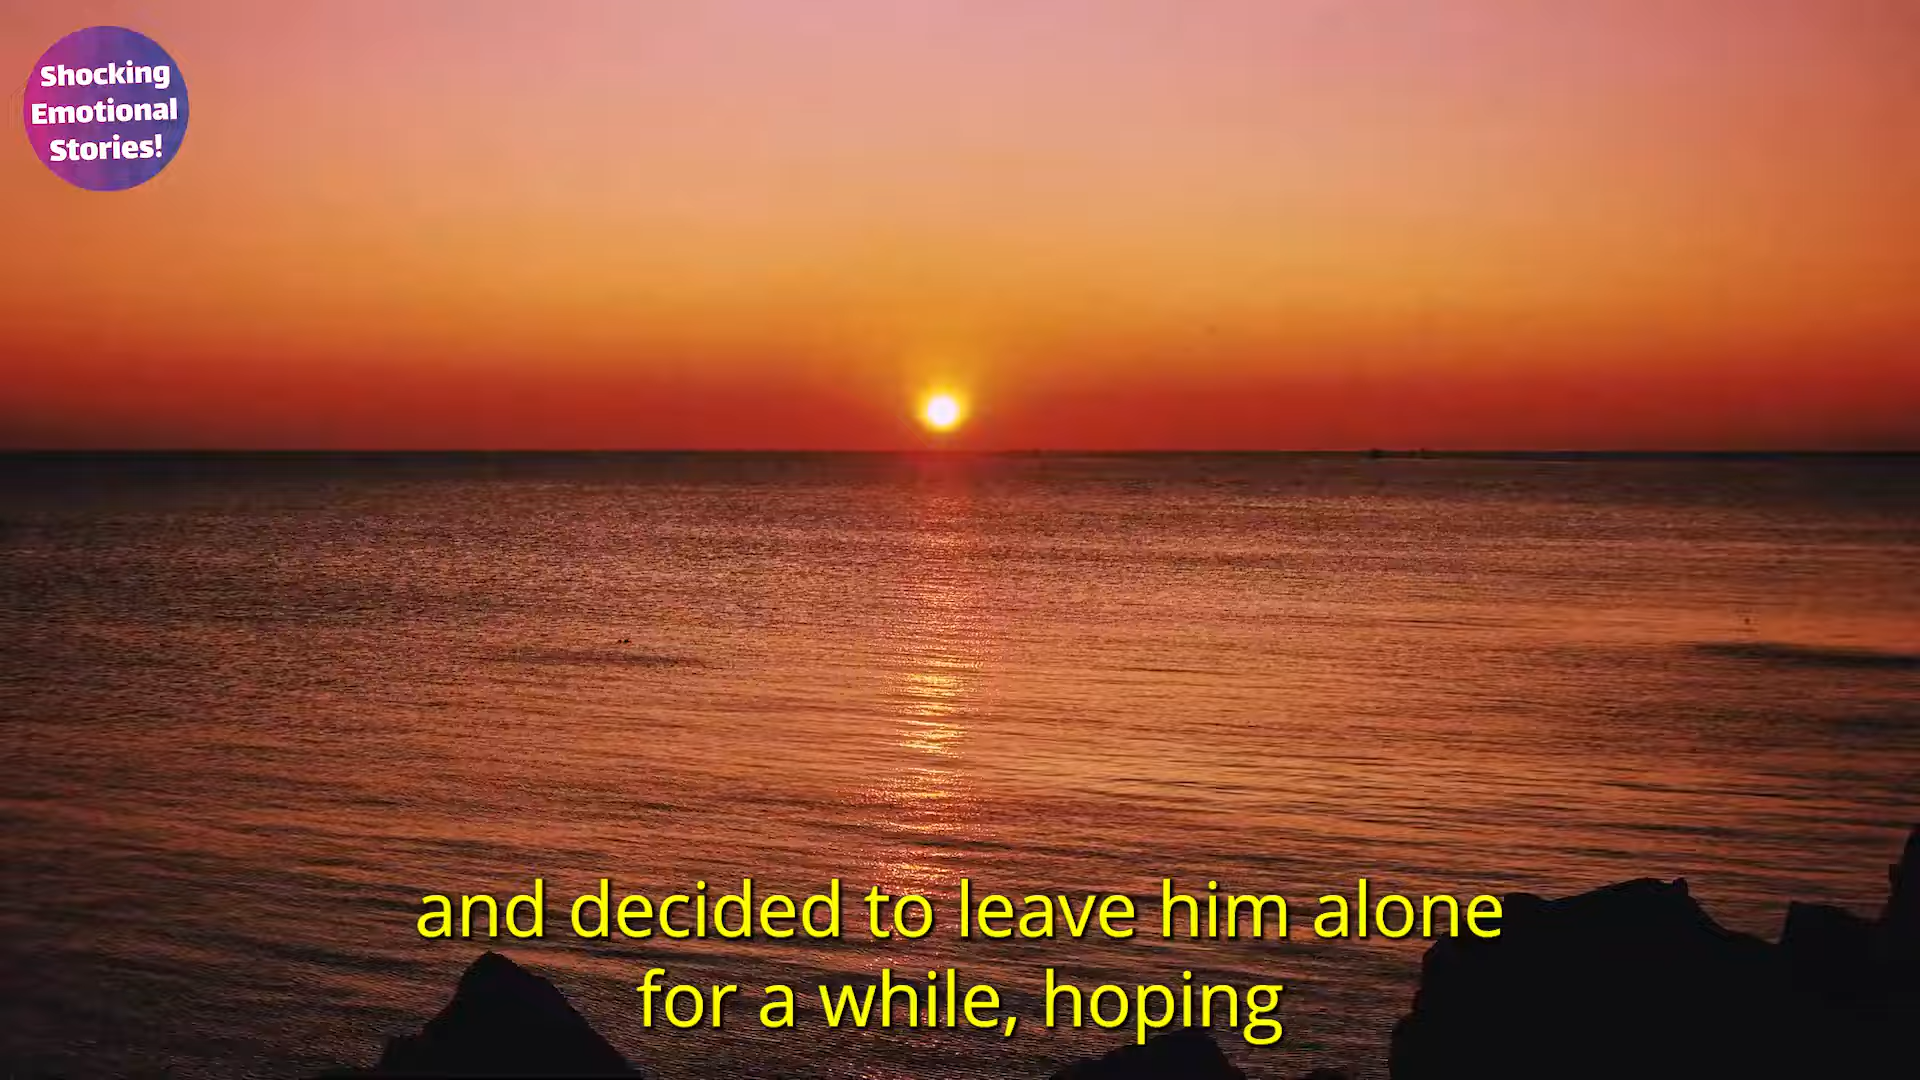 Shocking
Emotional
Stories!
and decided to leave him alone
for a while, hoping